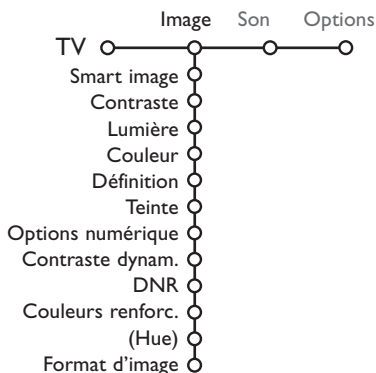 Image Son Options
TV
Smart image
Contraste
Lumière
Couleur
Définition
Teinte
Options numérique
Contraste dynam.
DNR
Couleurs renforc.
(Hue)
Format d'image